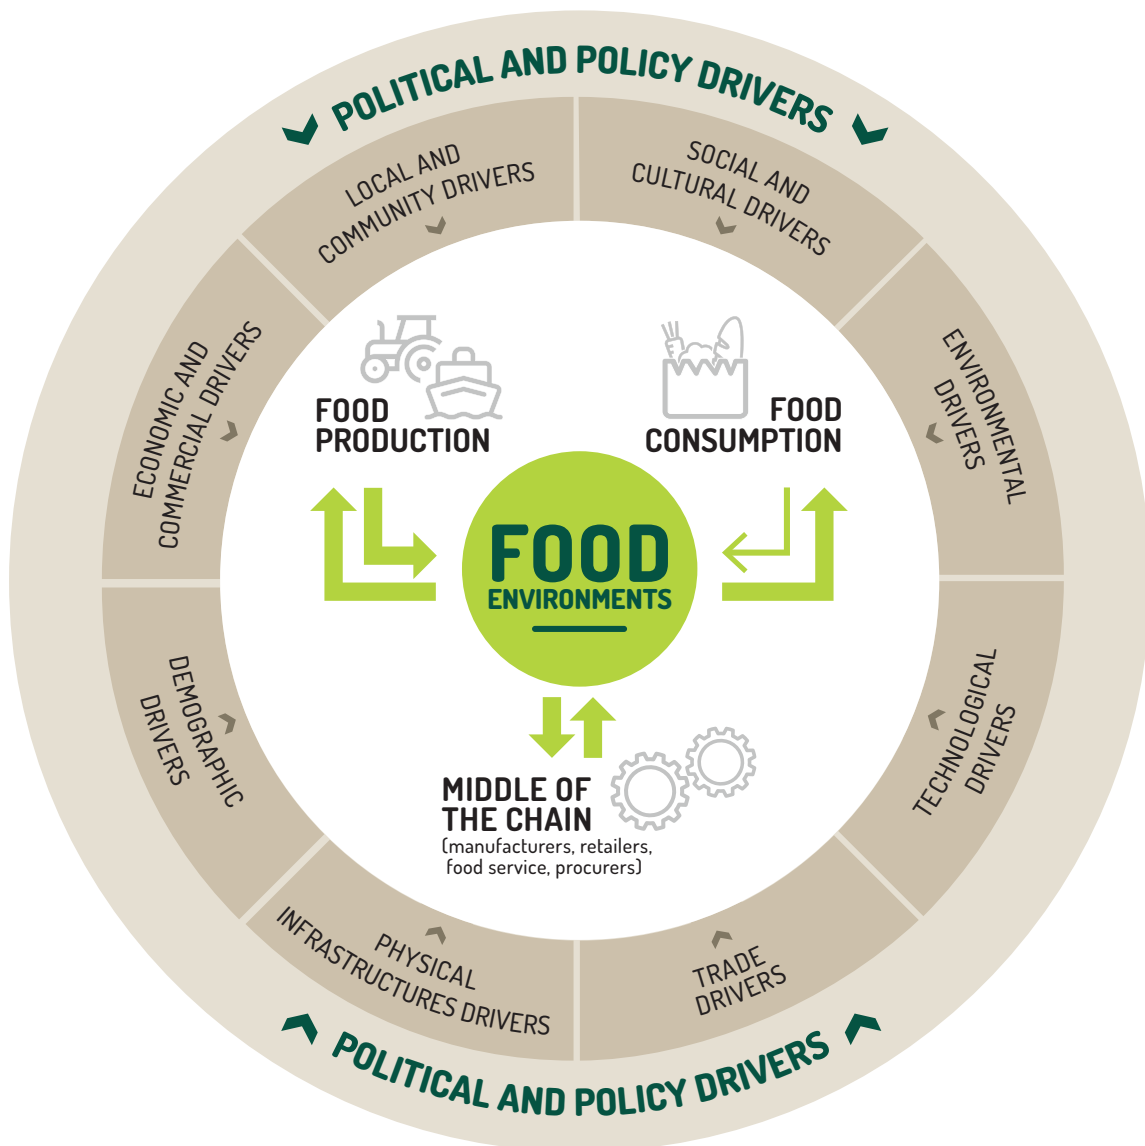 POLITICAL AND POLICY DRIVERS
LOCAL AND
COMMUNITY DRIVERS
SOCIAL AND
CULTURAL DRIVERS
ECONOMIC AND
COMMERCIAL DRIVERS
ENVIRONMENTAL
DRIVERS
FOOD
PRODUCTION
FOOD
CONSUMPTION
FOOD
ENVIRONMENTS
DEMOGRAPHIC
DRIVERS
TECHNOLOGICAL
DRIVERS
MIDDLE OF
THE CHAIN
(manufacturers, retailers,
food service, procurers)
PHYSICAL
INFRASTRUCTURES DRIVERS
TRADE
DRIVERS
POLITICAL AND POLICY DRIVERS